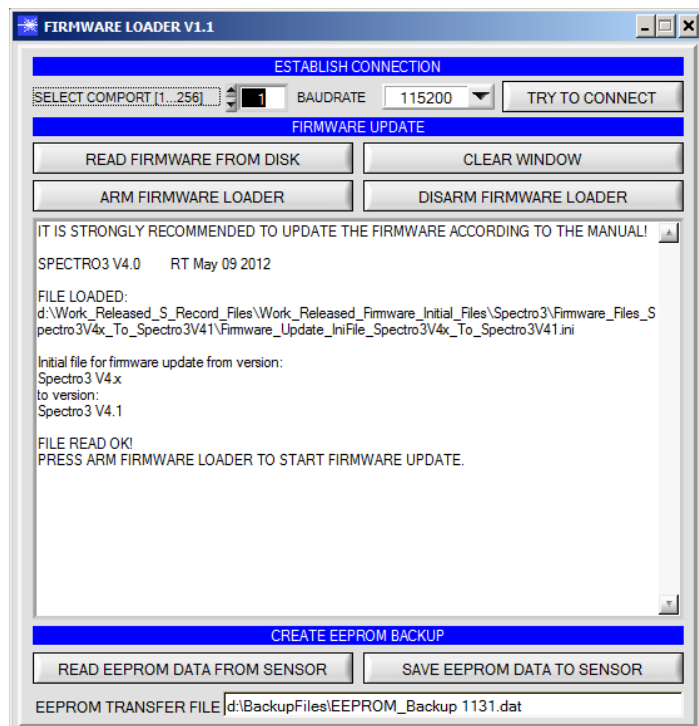 FIRMWARE LOADER V1.1
ESTABLISH CONNECTION
SELECT COMPORT [1...256] 1 BAUDRATE 115200 TRY TO CONNECT
FIRMWARE UPDATE
READ FIRMWARE FROM DISK CLEAR WINDOW
ARM FIRMWARE LOADER DISARM FIRMWARE LOADER
IT IS STRONGLY RECOMMENDED TO UPDATE THE FIRMWARE ACCORDING TO THE MANUAL!
SPECTRO3 V4.0 RT May 09 2012
FILE LOADED:
d:\Work_Released_S_Record_Files\Work_Released_Firmware_Initial_Files\Spectro3\Firmware_Files_S
pectro3V4x_To_Spectro3V41\Firmware_Update_IniFile_Spectro3V4x_To_Spectro3V41.ini
Initial file for firmware update from version:
Spectro3 V4.x
to version:
Spectro3 V4.1
FILE READ OK!
PRESS ARM FIRMWARE LOADER TO START FIRMWARE UPDATE.
CREATE EEPROM BACKUP
READ EEPROM DATA FROM SENSOR SAVE EEPROM DATA TO SENSOR
EEPROM TRANSFER FILE d:\BackupFiles\EEPROM_Backup 1131.dat